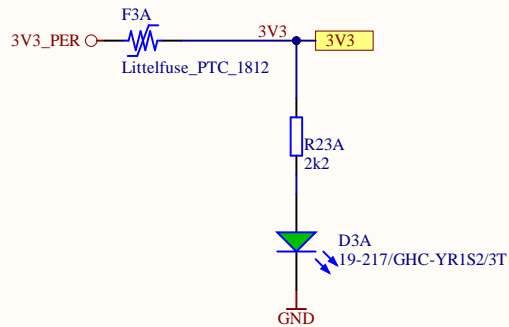 F3A
3V3_PER
3V3
3V3
Littelfuse_PTC_1812
R23A
2k2
D3A
19-217/GHC-YR1S2/3T
GND